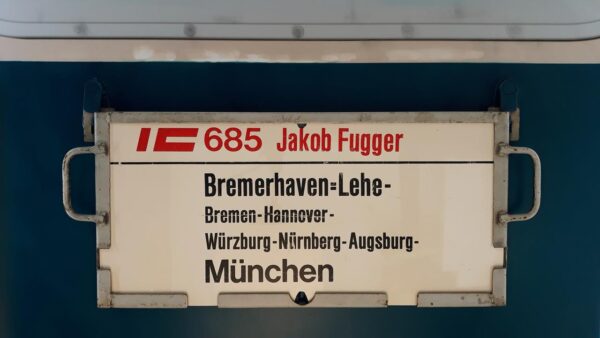 IC 685 Jakob Fugger
Bremerhaven=Lehe-
Bremen-Hannover-
Würzburg-Nürnberg-Augsburg-
München